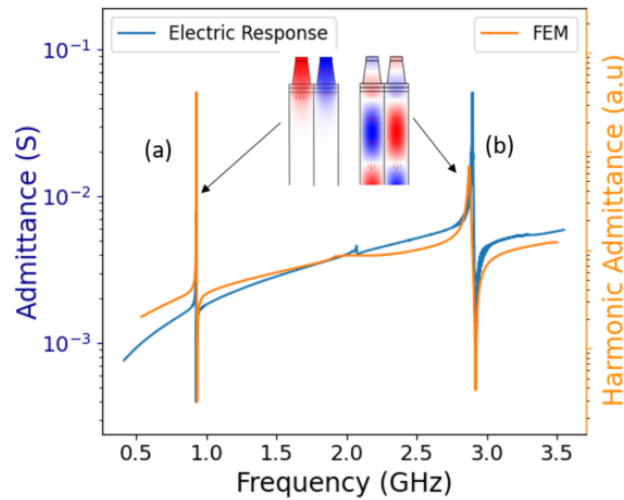 Electric Response
FEM
(a)
(b)
Admittance (S)
Harmonic Admittance (a.u)
10⁻¹
10⁻²
10⁻³
0.5 1.0 1.5 2.0 2.5 3.0 3.5
Frequency (GHz)